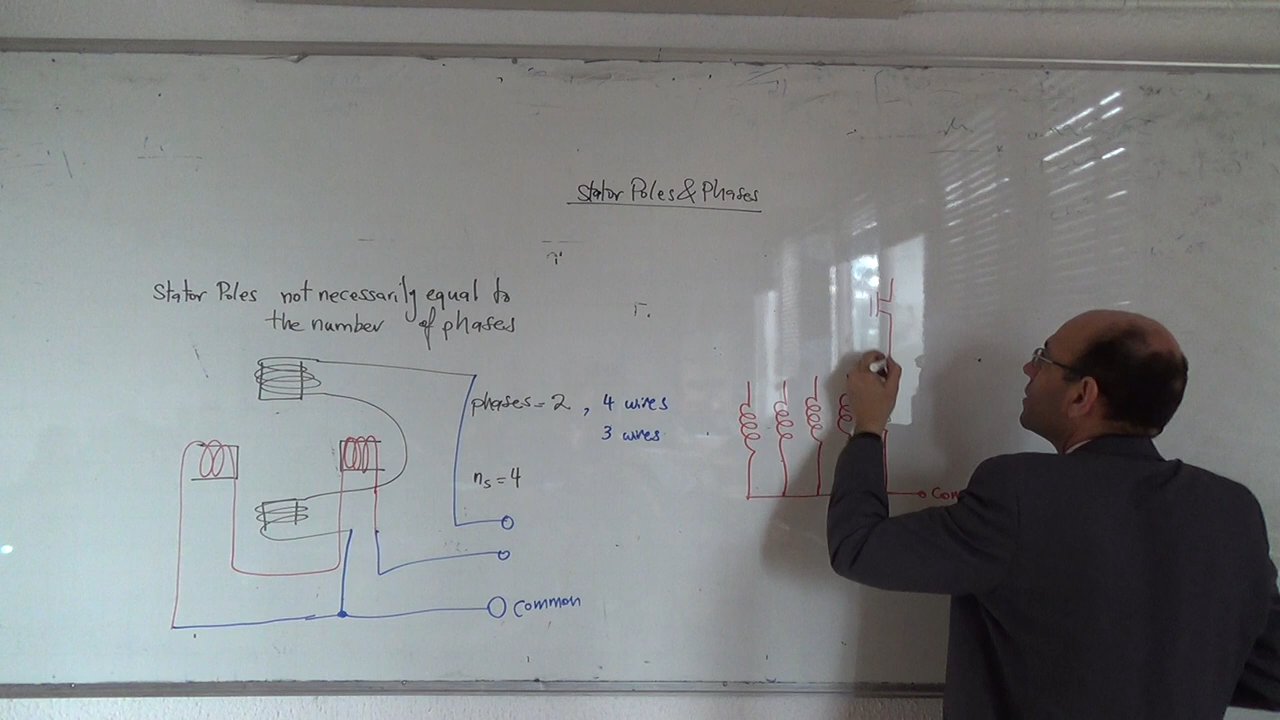 Stator Poles & Phases
Stator Poles not necessarily equal to
the number of phases
phases = 2 , 4 wires
3 wires
ns = 4
Common
Com